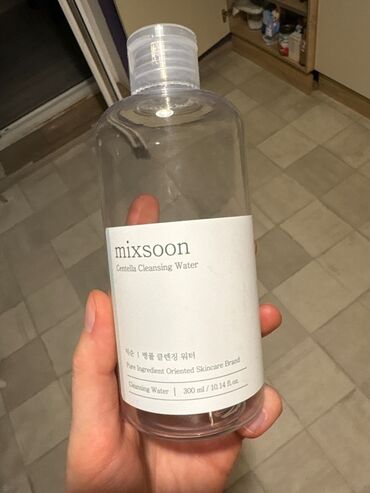 mixsoon
Centella Cleansing Water
믹순 | 병풀 클렌징 워터
Pure Ingredient Oriented Skincare Brand
Cleansing Water | 300 ml / 10.14 fl.oz.